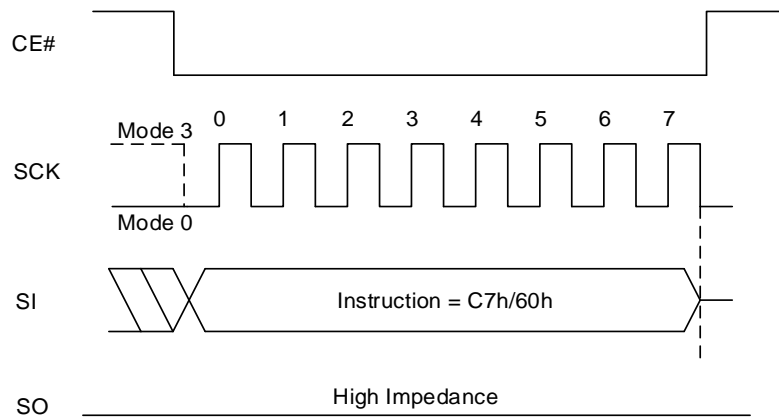 CE#
0 1 2 3 4 5 6 7
Mode 3
SCK
Mode 0
SI
Instruction = C7h/60h
High Impedance
SO